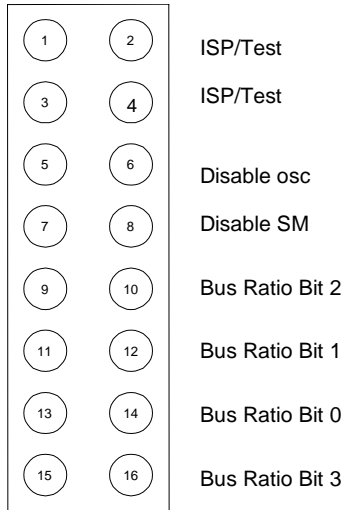 1 2 ISP/Test
3 4 ISP/Test
5 6 Disable osc
7 8 Disable SM
9 10 Bus Ratio Bit 2
11 12 Bus Ratio Bit 1
13 14 Bus Ratio Bit 0
15 16 Bus Ratio Bit 3